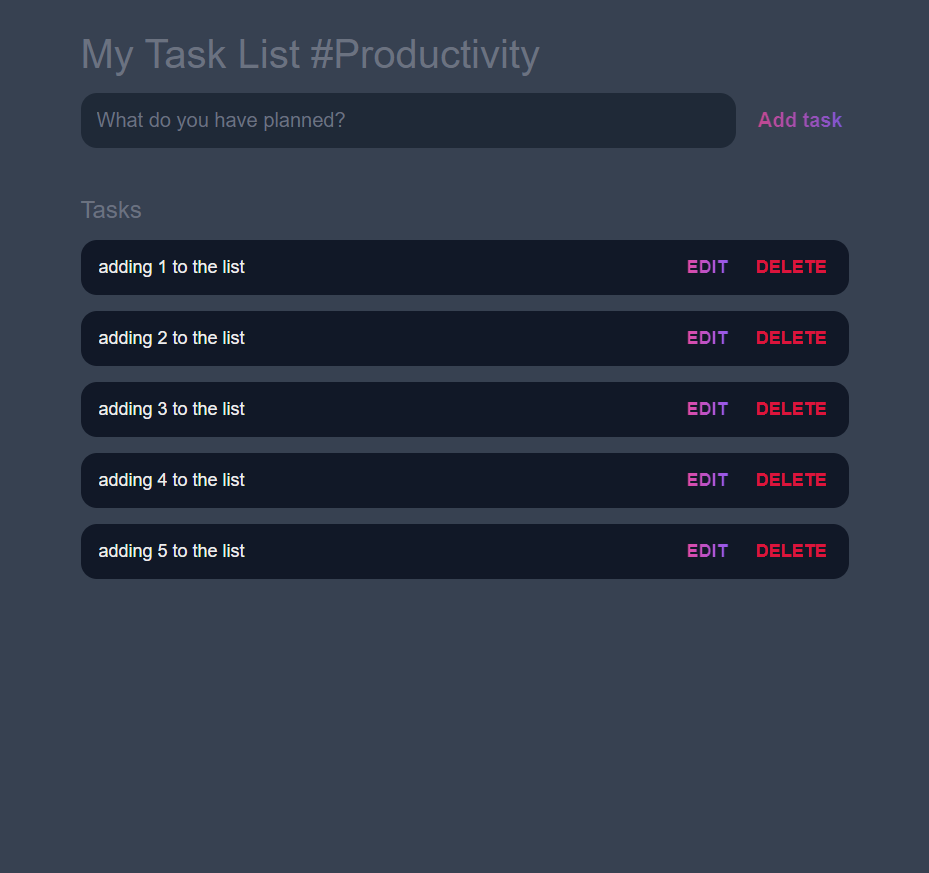 My Task List #Productivity
What do you have planned? Add task
Tasks
adding 1 to the list EDIT DELETE
adding 2 to the list EDIT DELETE
adding 3 to the list EDIT DELETE
adding 4 to the list EDIT DELETE
adding 5 to the list EDIT DELETE